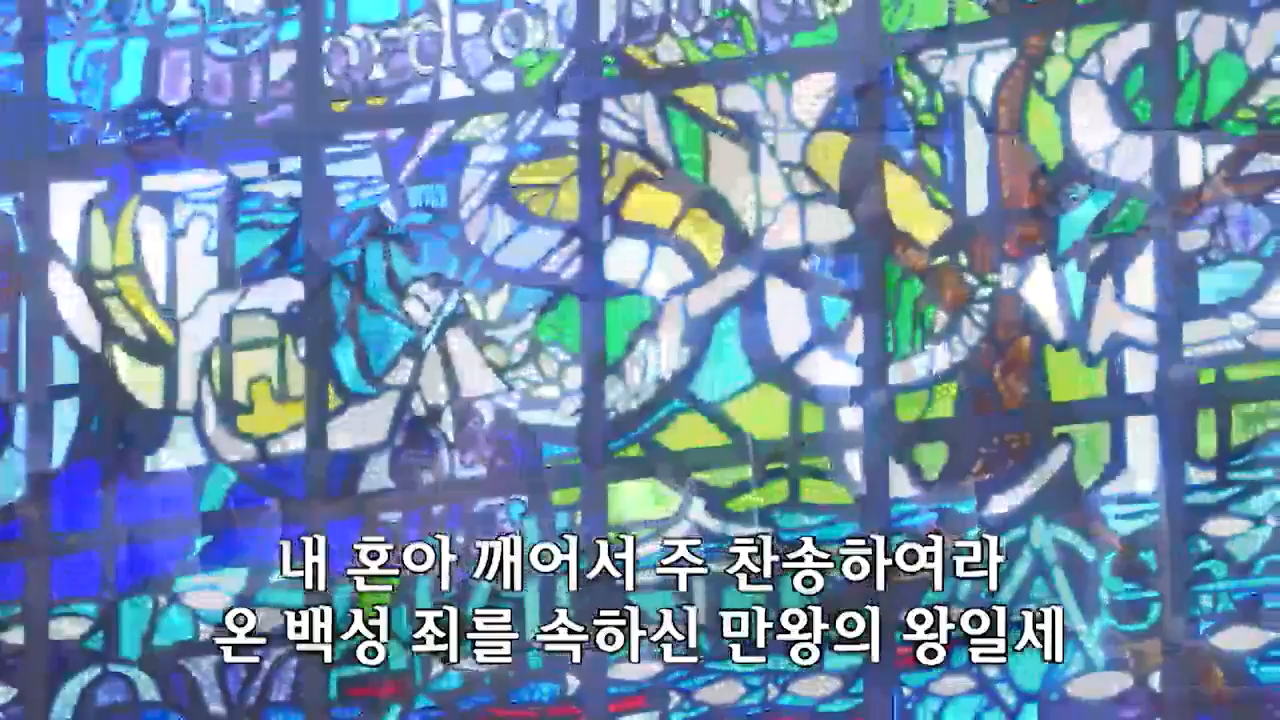 내 혼아 깨어서 주 찬송하여라
온 백성 죄를 속하신 만왕의 왕일세